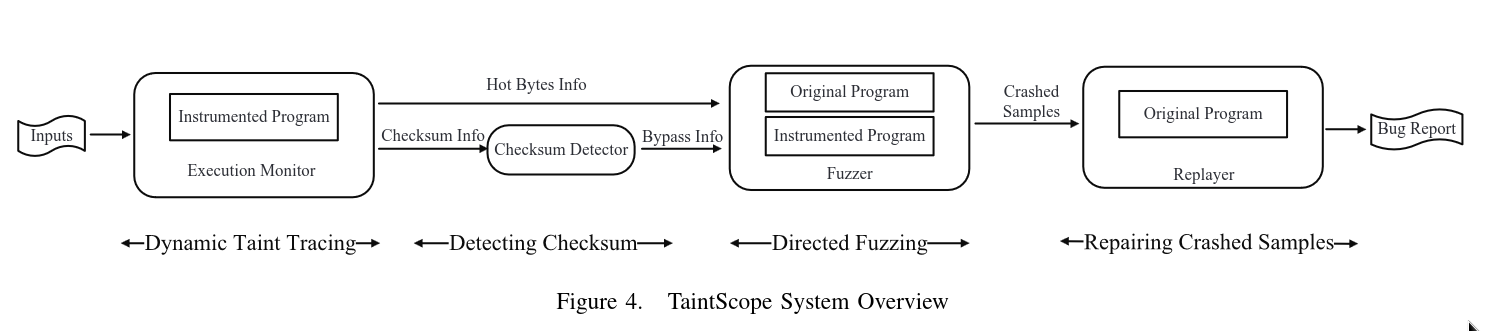 Inputs
Instrumented Program
Execution Monitor
Hot Bytes Info
Checksum Info
Checksum Detector
Bypass Info
Original Program
Instrumented Program
Fuzzer
Crashed
Samples
Original Program
Replayer
Bug Report
Dynamic Taint Tracing
Detecting Checksum
Directed Fuzzing
Repairing Crashed Samples
Figure 4. TaintScope System Overview